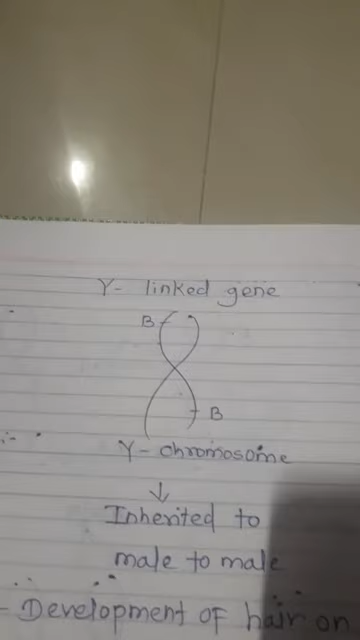 Y- linked gene
B
B
Y- chromosome
↓
Inherited to
male to male
- Development of hair on